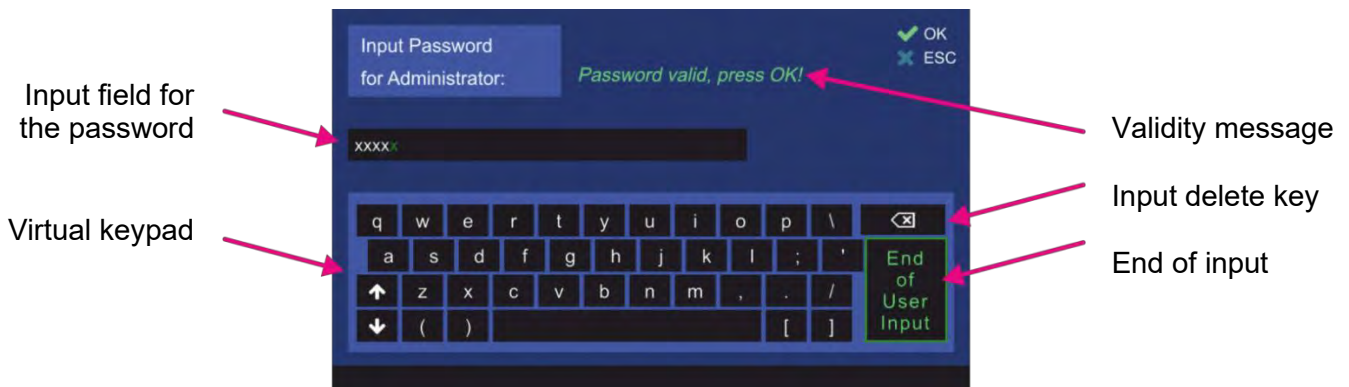 Input Password
for Administrator:
Password valid, press OK!
OK
ESC
Input field for
the password
xxxxx
Validity message
Input delete key
Virtual keypad
End of input
q w e r t y u i o p \
a s d f g h j k l ; '
z x c v b n m , . /
( ) [ ]
End
of
User
Input